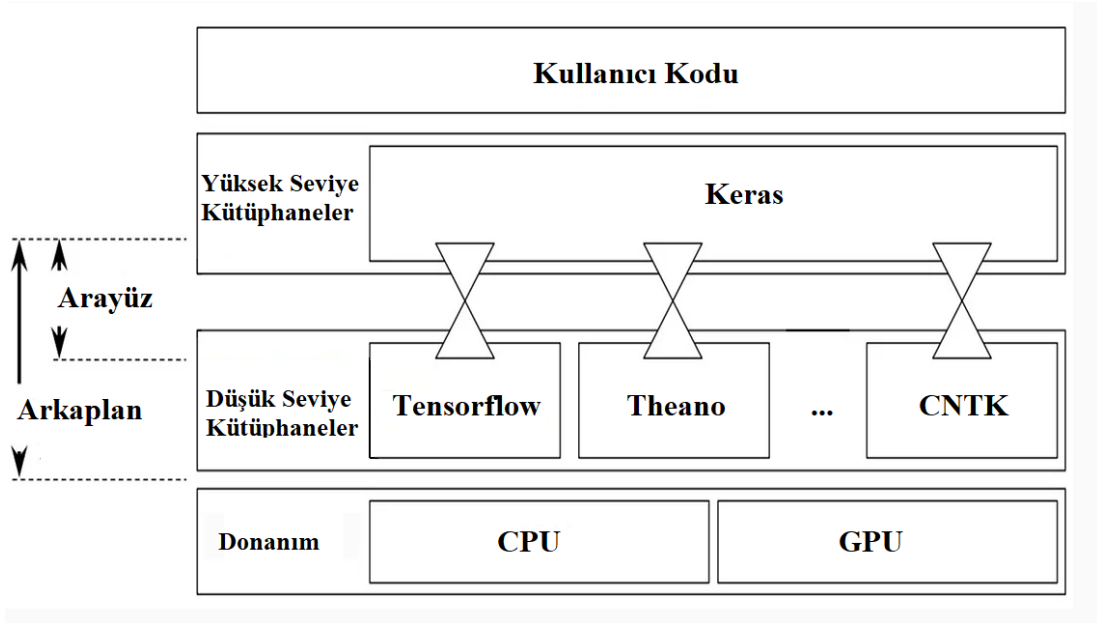 Kullanıcı Kodu
Yüksek Seviye
Kütüphaneler
Keras
Arayüz
Arkaplan
Düşük Seviye
Kütüphaneler
Tensorflow
Theano
...
CNTK
Donanım
CPU
GPU